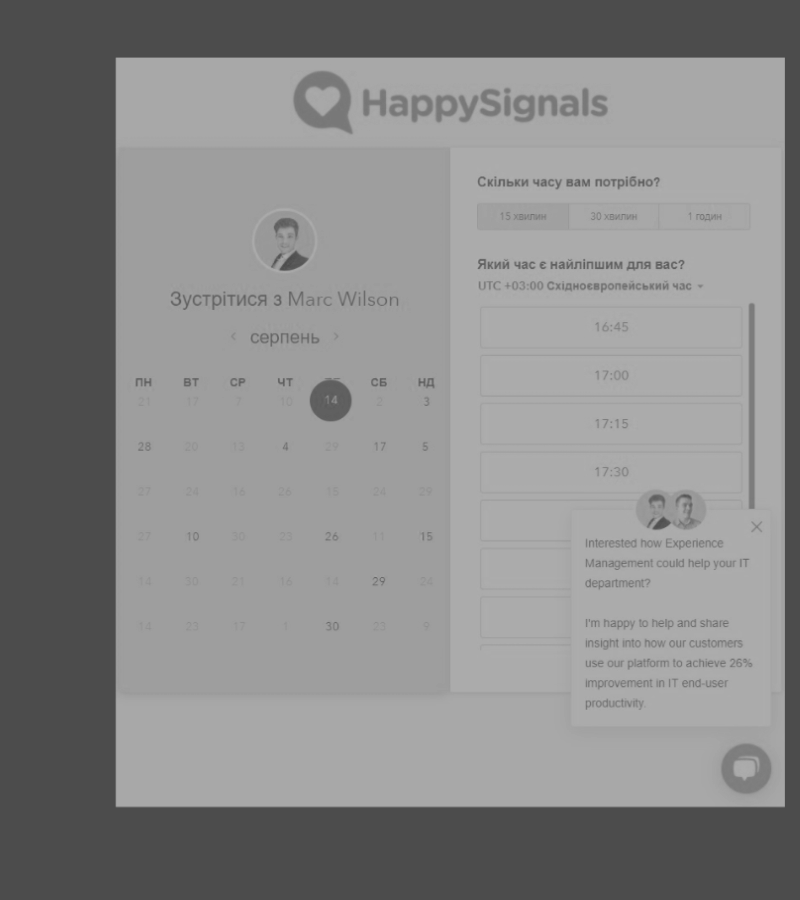 HappySignals
Зустрітися з Marc Wilson
серпень
ПН ВТ СР ЧТ СБ НД
21 17 7 10 14 2 3
28 20 13 4 29 17 5
27 24 16 26 15 24 29
27 10 30 23 26 11 15
14 30 21 16 14 29 24
14 23 17 1 30 23 9
Скільки часу вам потрібно?
15 хвилин 30 хвилин 1 годин
Який час є найліпшим для вас?
UTC +03:00 Східноєвропейський час
16:45
17:00
17:15
17:30
Interested how Experience
Management could help your IT
department?
I'm happy to help and share
insight into how our customers
use our platform to achieve 26%
improvement in IT end-user
productivity.